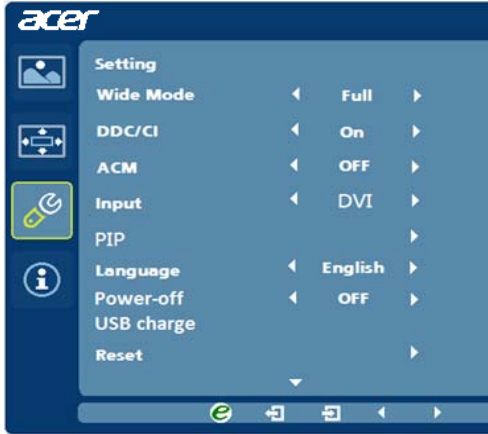 acer
Setting
Wide Mode Full
DDC/CI On
ACM OFF
Input DVI
PIP
Language English
Power-off OFF
USB charge
Reset
e